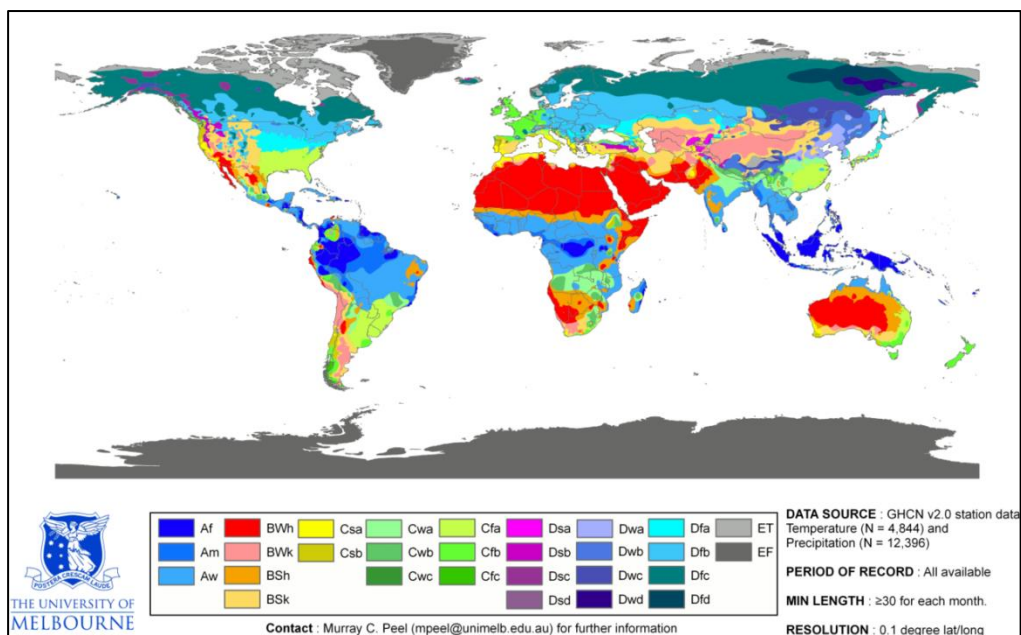 Af
Am
Aw
BWh
BWk
BSh
BSk
Csa
Csb
Cwa
Cwb
Cwc
Cfa
Cfb
Cfc
Dsa
Dsb
Dsc
Dsd
Dwa
Dwb
Dwc
Dwd
Dfa
Dfb
Dfc
Dfd
ET
EF
DATA SOURCE : GHCN v2.0 station data
Temperature (N = 4,844) and
Precipitation (N = 12,396)
PERIOD OF RECORD : All available
MIN LENGTH : ≥30 for each month.
RESOLUTION : 0.1 degree lat/long
Contact : Murray C. Peel (mpeel@unimelb.edu.au) for further information
POSTERA CRESCAM LAUDE
THE UNIVERSITY OF
MELBOURNE